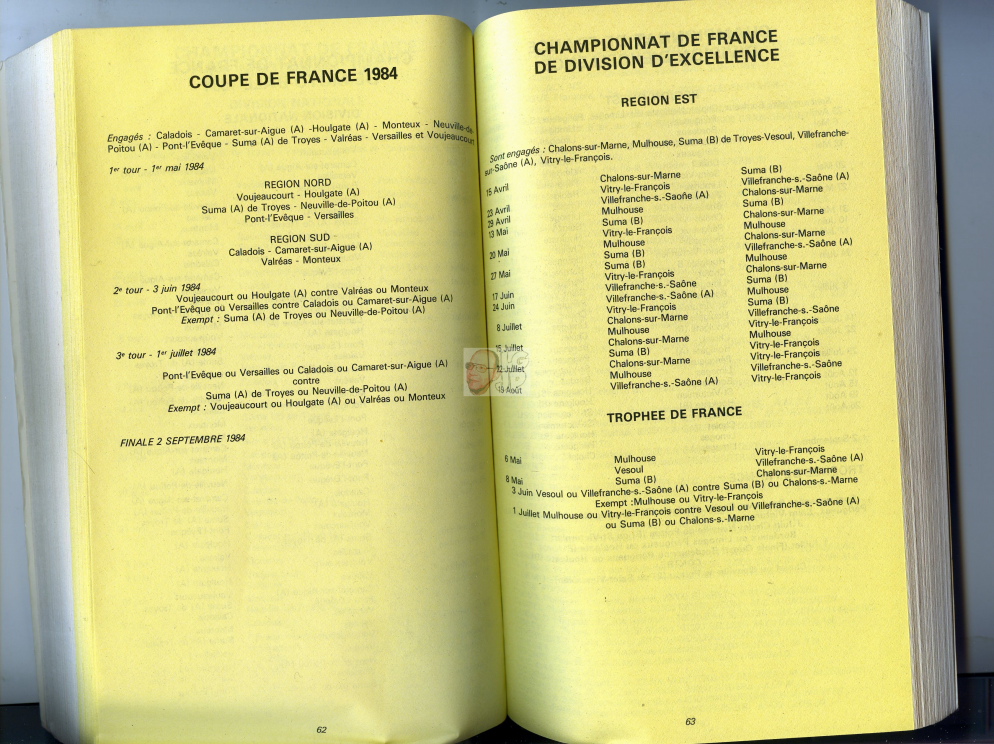 COUPE DE FRANCE 1984
Engagés : Caladois - Camaret-sur-Aigue (A) -Houlgate (A) - Monteux - Neuville-de-
Poitou (A) - Pont-l'Evêque - Suma (A) de Troyes - Valréas - Versailles et Voujeaucourt
1er tour - 1er mai 1984
REGION NORD
Voujeaucourt - Houlgate (A)
Suma (A) de Troyes - Neuville-de-Poitou (A)
Pont-l'Evêque - Versailles
REGION SUD
Caladois - Camaret-sur-Aigue (A)
Valréas - Monteux
2e tour - 3 juin 1984
Voujeaucourt ou Houlgate (A) contre Valréas ou Monteux
Pont-l'Evêque ou Versailles contre Caladois ou Camaret-sur-Aigue (A)
Exempt : Suma (A) de Troyes ou Neuville-de-Poitou (A)
3e tour - 1er juillet 1984
Pont-l'Evêque ou Versailles ou Caladois ou Camaret-sur-Aigue (A)
contre
Suma (A) de Troyes ou Neuville-de-Poitou (A)
Exempt : Voujeaucourt ou Houlgate (A) ou Valréas ou Monteux
FINALE 2 SEPTEMBRE 1984
62
CHAMPIONNAT DE FRANCE
DE DIVISION D'EXCELLENCE
REGION EST
Sont engagés : Chalons-sur-Marne, Mulhouse, Suma (B) de Troyes-Vesoul, Villefranche-
sur-Saône (A), Vitry-le-François.
15 Avril Chalons-sur-Marne Suma (B)
Vitry-le-François Villefranche-s.-Saône (A)
23 Avril Villefranche-s.-Saoñe (A) Chalons-sur-Marne
29 Avril Mulhouse Suma (B)
13 Mai Suma (B) Chalons-sur-Marne
Vitry-le-François Mulhouse
20 Mai Mulhouse Chalons-sur-Marne
Suma (B) Villefranche-s.-Saône (A)
27 Mai Suma (B) Mulhouse
Vitry-le-François Chalons-sur-Marne
17 Juin Villefranche-s.-Saône Suma (B)
24 Juin Villefranche-s.-Saône (A) Mulhouse
Vitry-le-François Suma (B)
8 Juillet Chalons-sur-Marne Villefranche-s.-Saône
Mulhouse Vitry-le-François
15 Juillet Chalons-sur-Marne Mulhouse
Suma (B) Vitry-le-François
Juillet Chalons-sur-Marne Vitry-le-François
Mulhouse Villefranche-s.-Saône
Août Villefranche-s.-Saône (A) Vitry-le-François
TROPHEE DE FRANCE
6 Mai Mulhouse Vitry-le-François
Vesoul Villefranche-s.-Saône (A)
8 Mai Suma (B) Chalons-sur-Marne
3 Juin Vesoul ou Villefranche-s.-Saône (A) contre Suma (B) ou Chalons-s.-Marne
Exempt :Mulhouse ou Vitry-le-François
1 Juillet Mulhouse ou Vitry-le-François contre Vesoul ou Villefranche-s.-Saône (A)
ou Suma (B) ou Chalons-s.-Marne
63